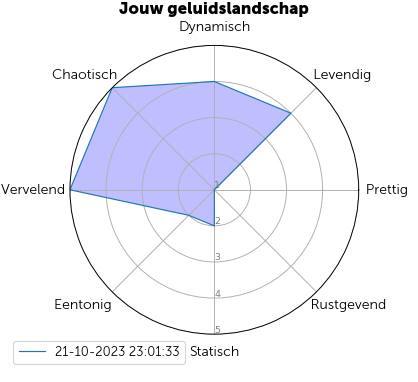 Jouw geluidslandschap
Dynamisch
Chaotisch
Levendig
Vervelend
1
Prettig
2
3
4
Eentonig
Rustgevend
5
21-10-2023 23:01:33
Statisch